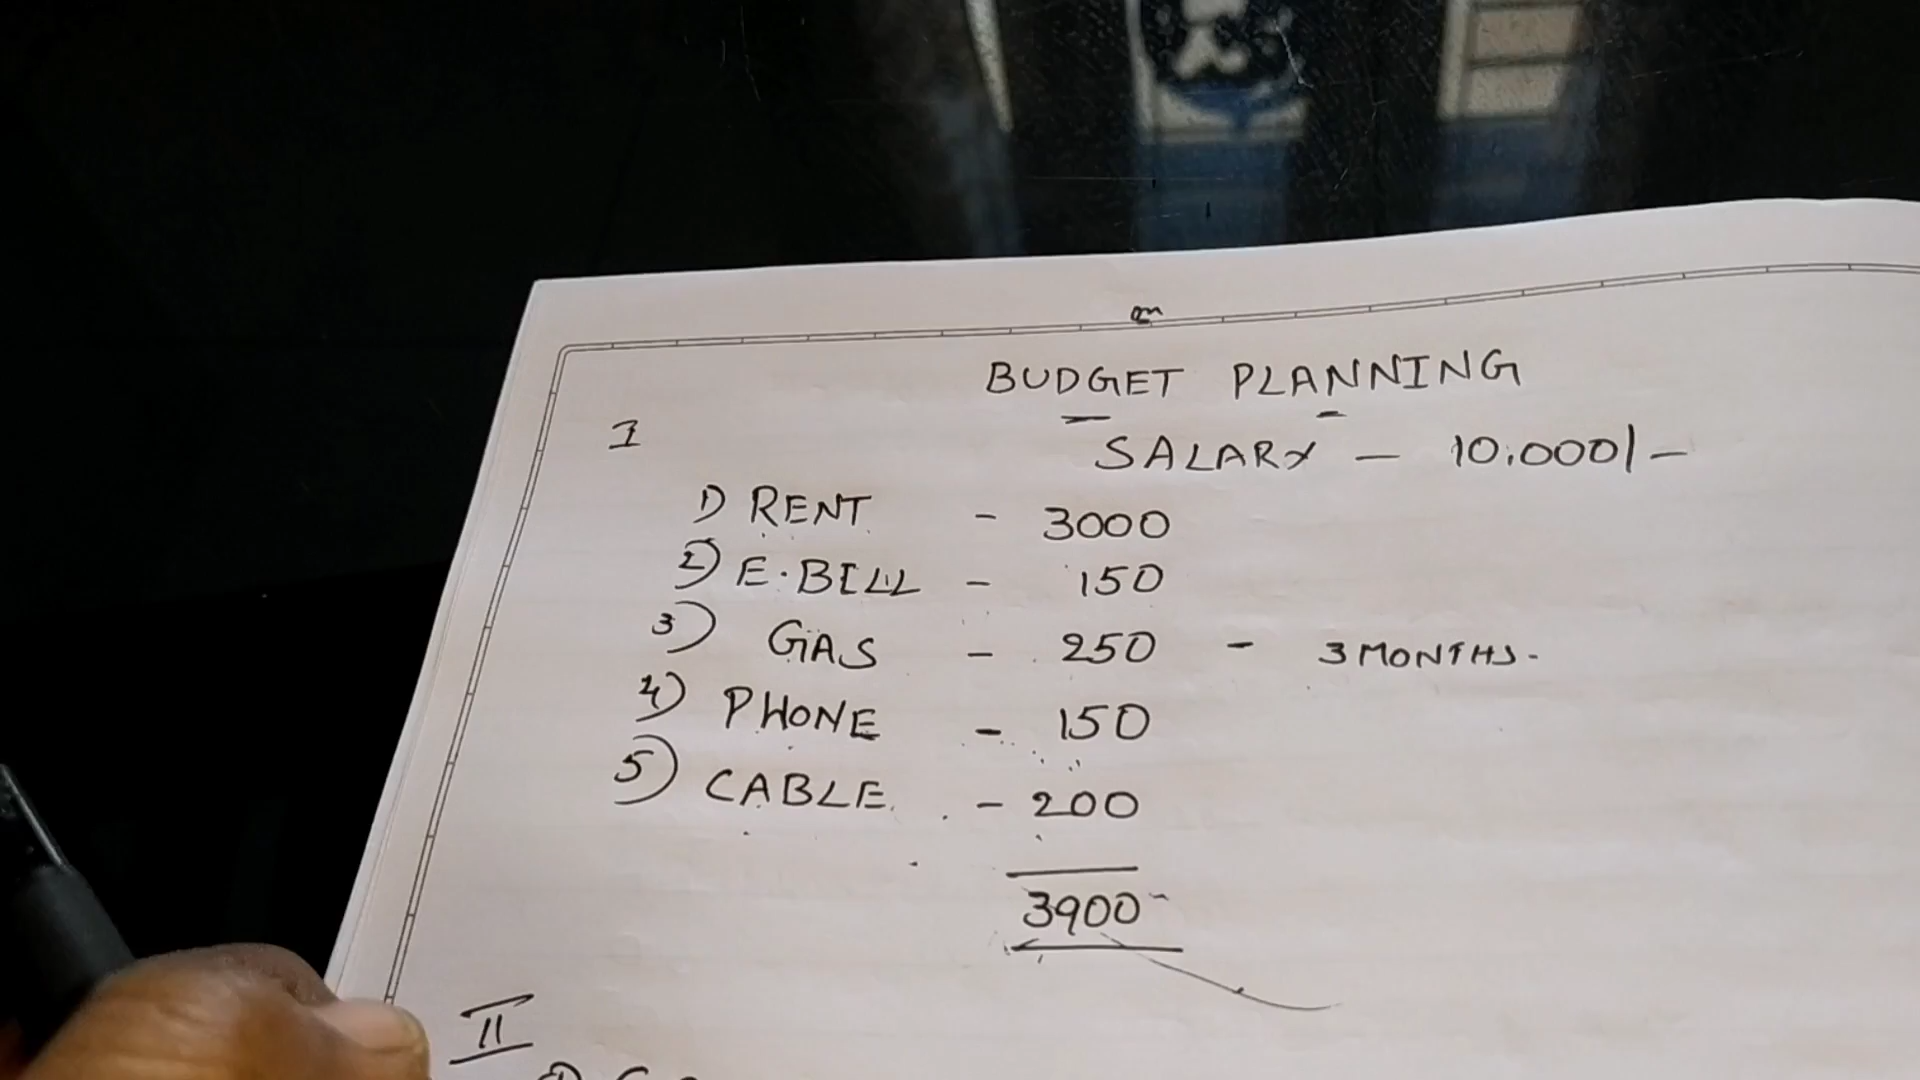 BUDGET PLANNING
I
SALARY - 10.000/-
1) RENT - 3000
2) E.BILL - 150
3) GAS - 250 - 3 MONTHS.
4) PHONE - 150
5) CABLE - 200
3900-
II